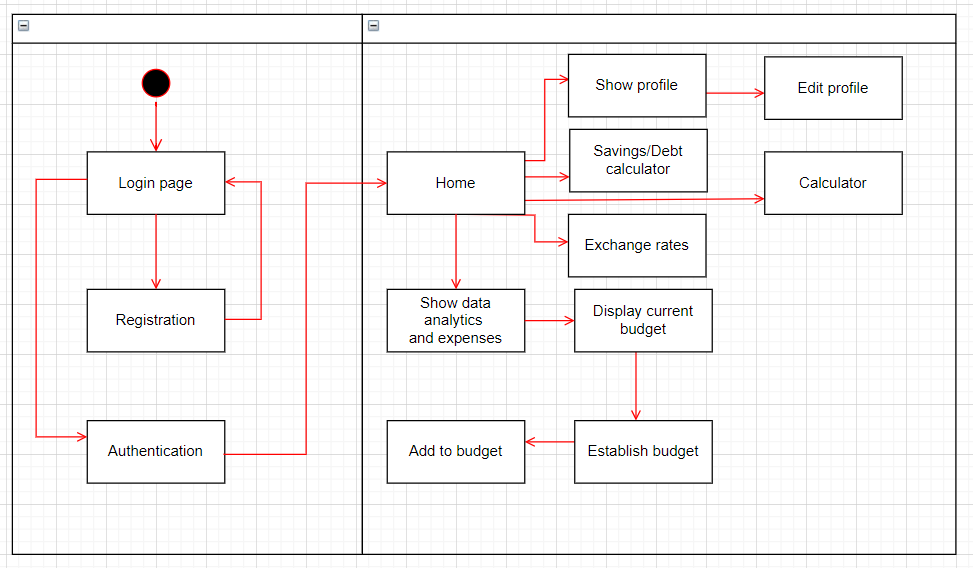 Show profile
Edit profile
Login page
Home
Savings/Debt
calculator
Calculator
Exchange rates
Registration
Show data
analytics
and expenses
Display current
budget
Authentication
Add to budget
Establish budget